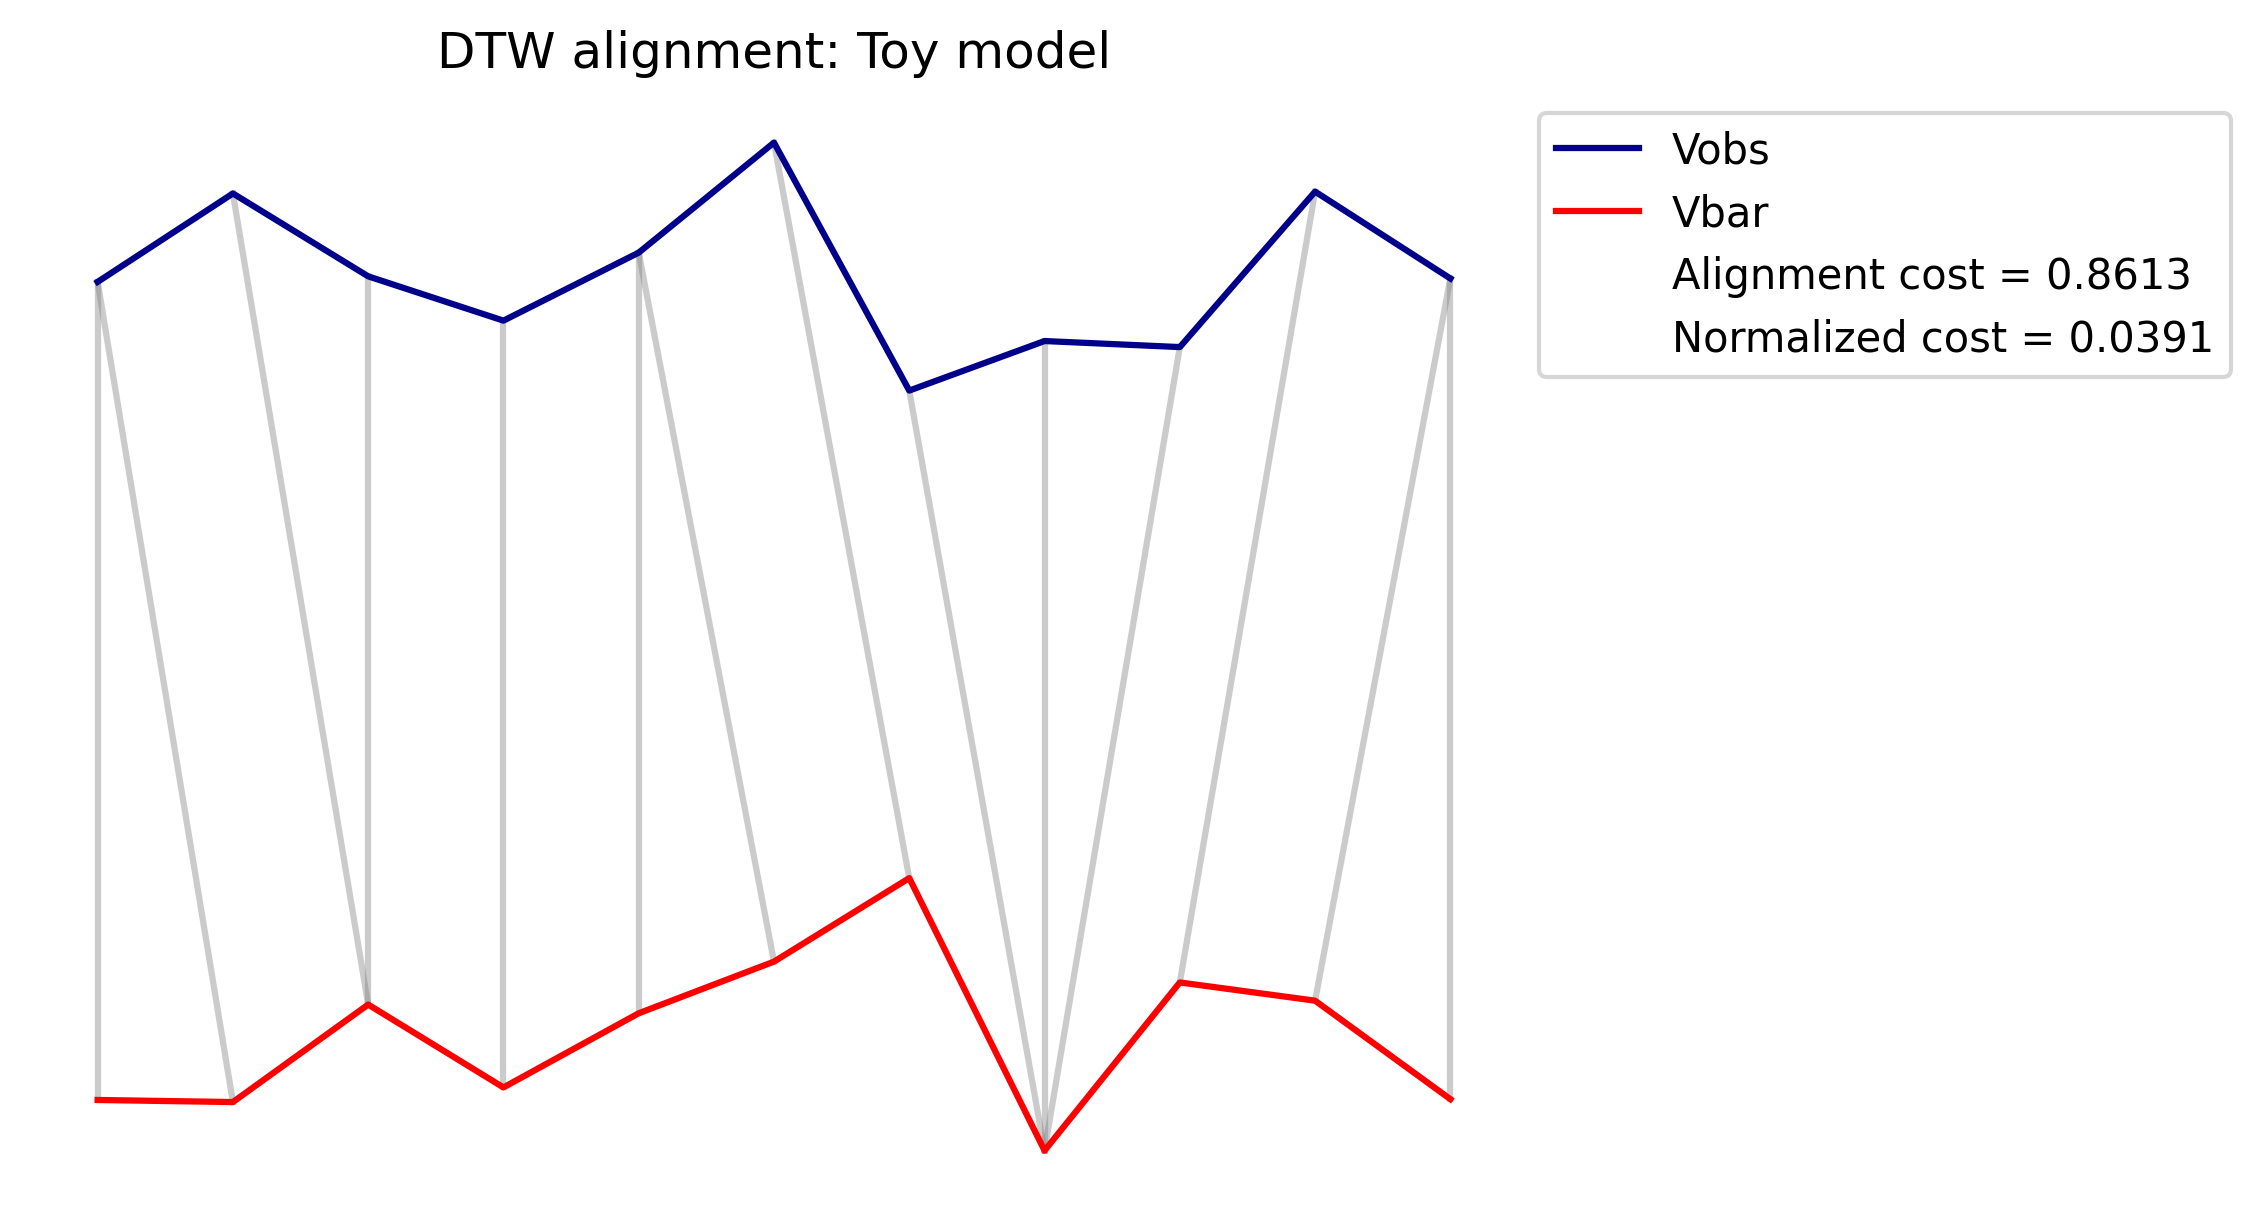 DTW alignment: Toy model
Vobs
Vbar
Alignment cost = 0.8613
Normalized cost = 0.0391